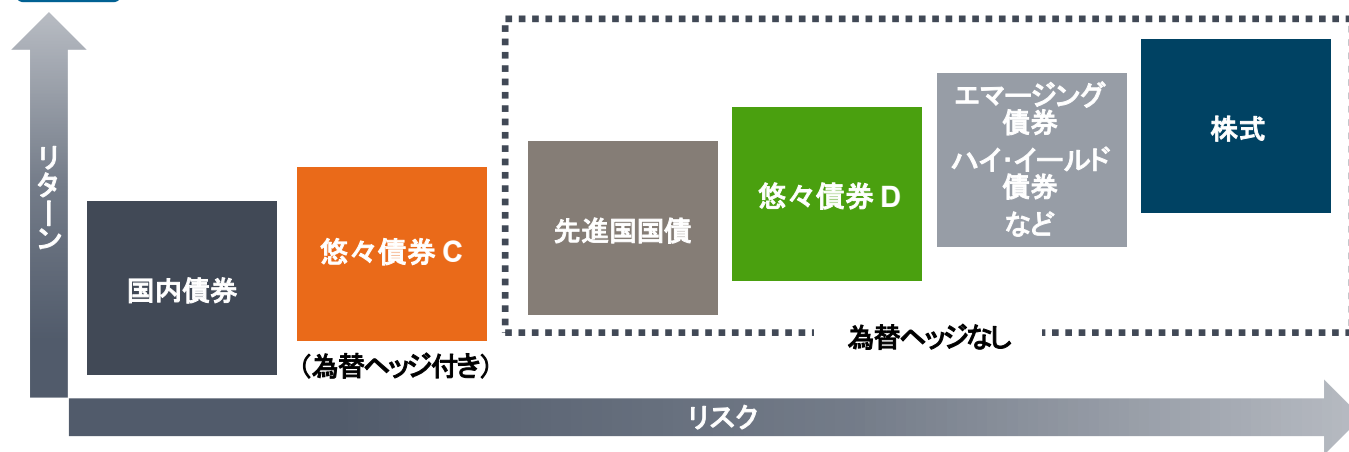 リターン
国内債券
悠々債券 C
(為替ヘッジ付き)
先進国国債
悠々債券 D
エマージング
債券
ハイ・イールド
債券
など
株式
為替ヘッジなし
リスク